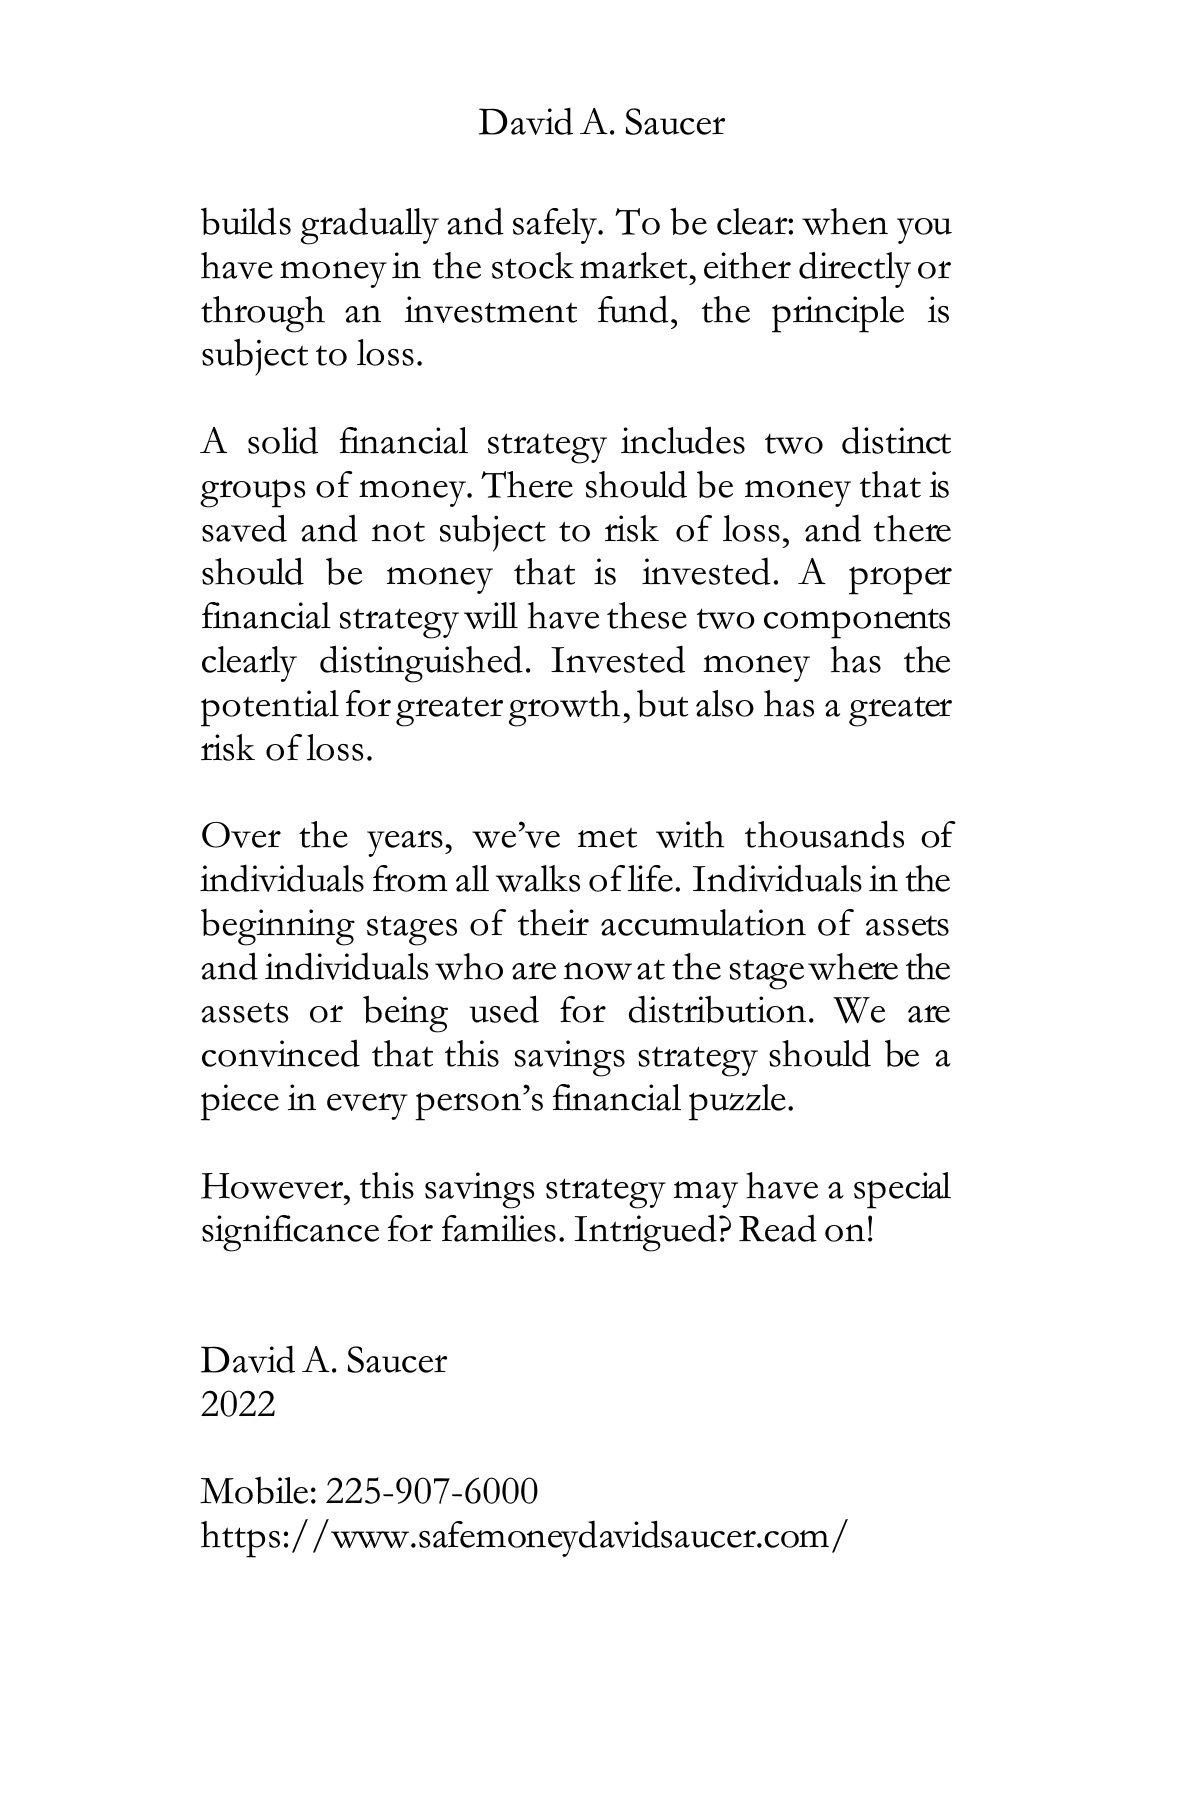 David A. Saucer
builds gradually and safely. To be clear: when you
have money in the stock market, either directly or
through an investment fund, the principle is
subject to loss.
A solid financial strategy includes two distinct
groups of money. There should be money that is
saved and not subject to risk of loss, and there
should be money that is invested. A proper
financial strategy will have these two components
clearly distinguished. Invested money has the
potential for greater growth, but also has a greater
risk of loss.
Over the years, we’ve met with thousands of
individuals from all walks of life. Individuals in the
beginning stages of their accumulation of assets
and individuals who are now at the stage where the
assets or being used for distribution. We are
convinced that this savings strategy should be a
piece in every person’s financial puzzle.
However, this savings strategy may have a special
significance for families. Intrigued? Read on!
David A. Saucer
2022
Mobile: 225-907-6000
https://www.safemoneydavidsaucer.com/